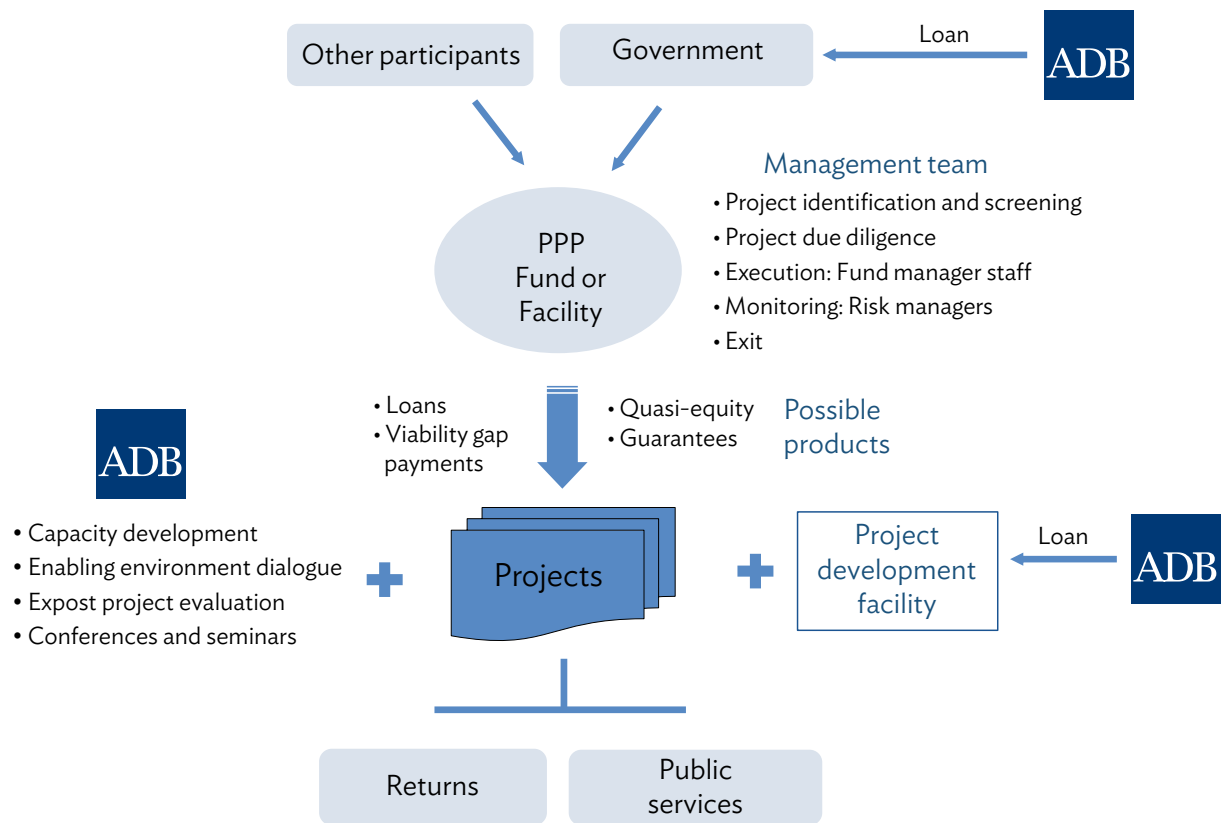 Other participants
Government
Loan
ADB
Management team
• Project identification and screening
• Project due diligence
• Execution: Fund manager staff
• Monitoring: Risk managers
• Exit
PPP
Fund or
Facility
• Loans
• Viability gap
payments
• Quasi-equity
• Guarantees
Possible
products
ADB
• Capacity development
• Enabling environment dialogue
• Expost project evaluation
• Conferences and seminars
Projects
Project
development
facility
Loan
ADB
Returns
Public
services